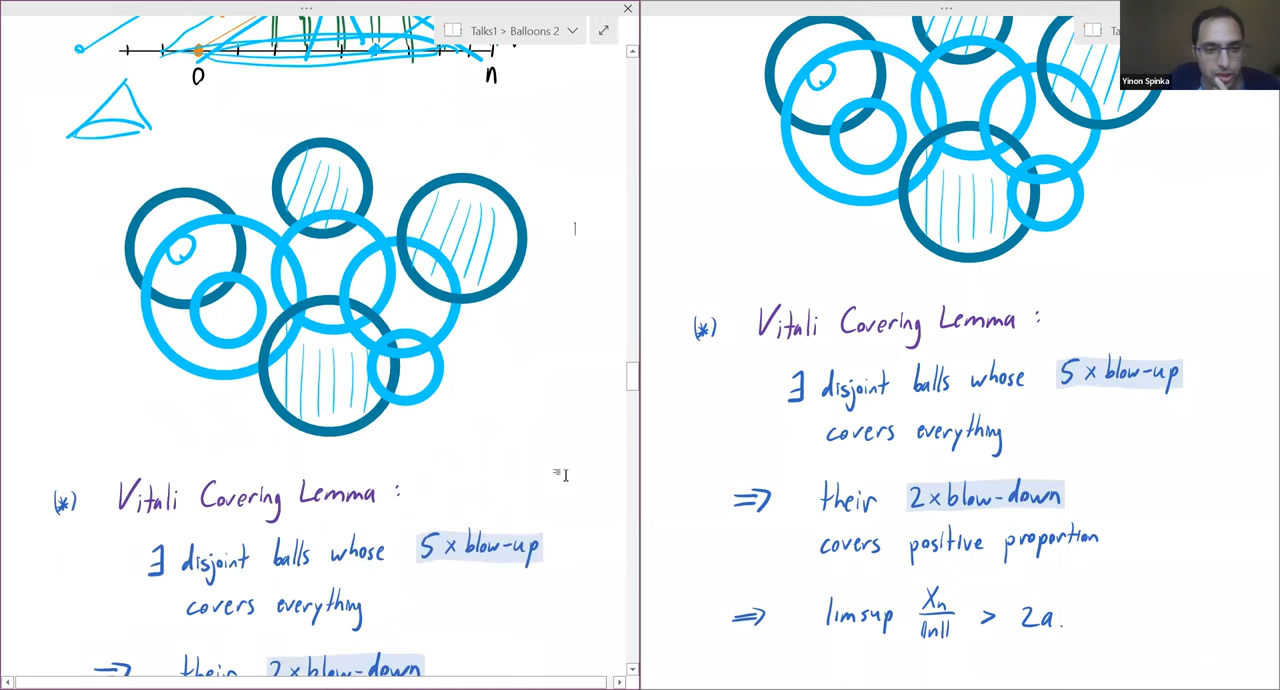 Talks1 > Balloons 2
0
n
(*) Vitali Covering Lemma :
∃ disjoint balls whose 5 x blow-up
covers everything
⇒ their 2 x blow-down
Yinon Spinka
(*) Vitali Covering Lemma :
∃ disjoint balls whose 5 x blow-up
covers everything
⇒ their 2 x blow-down
covers positive proportion
⇒ limsup Xn/||n|| > 2a.